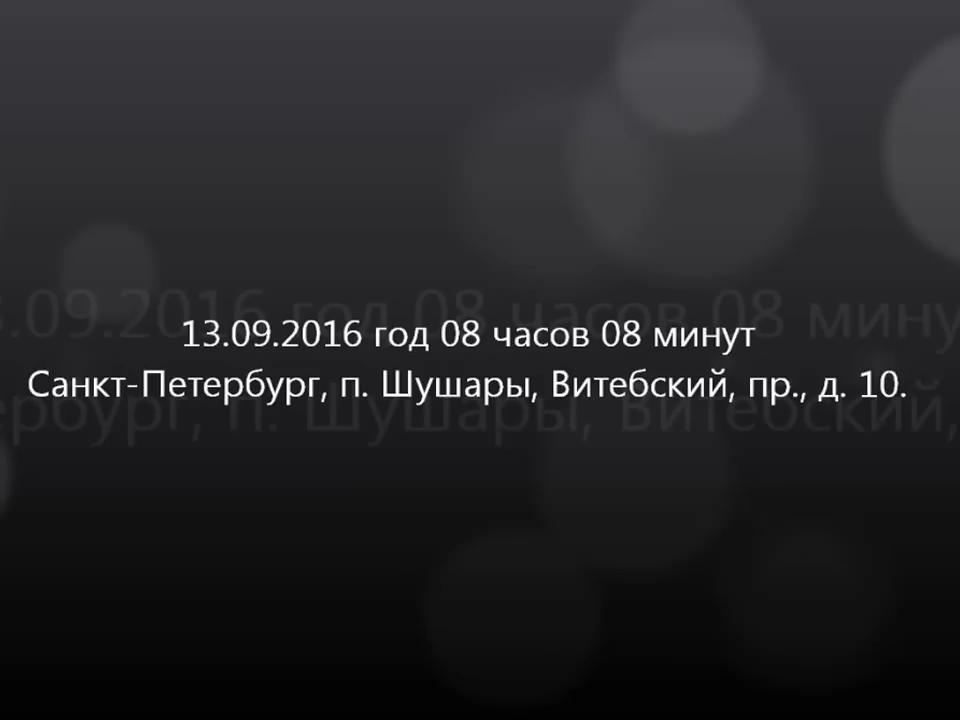 13.09.2016 год 08 часов 08 минут
Санкт-Петербург, п. Шушары, Витебский, пр., д. 10.